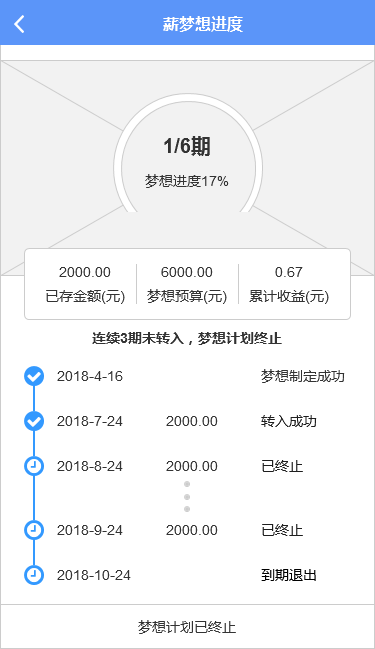 薪梦想进度
1/6期
梦想进度17%
2000.00 6000.00 0.67
已存金额(元) 梦想预算(元) 累计收益(元)
连续3期未转入，梦想计划终止
2018-4-16 梦想制定成功
2018-7-24 2000.00 转入成功
2018-8-24 2000.00 已终止
2018-9-24 2000.00 已终止
2018-10-24 到期退出
梦想计划已终止